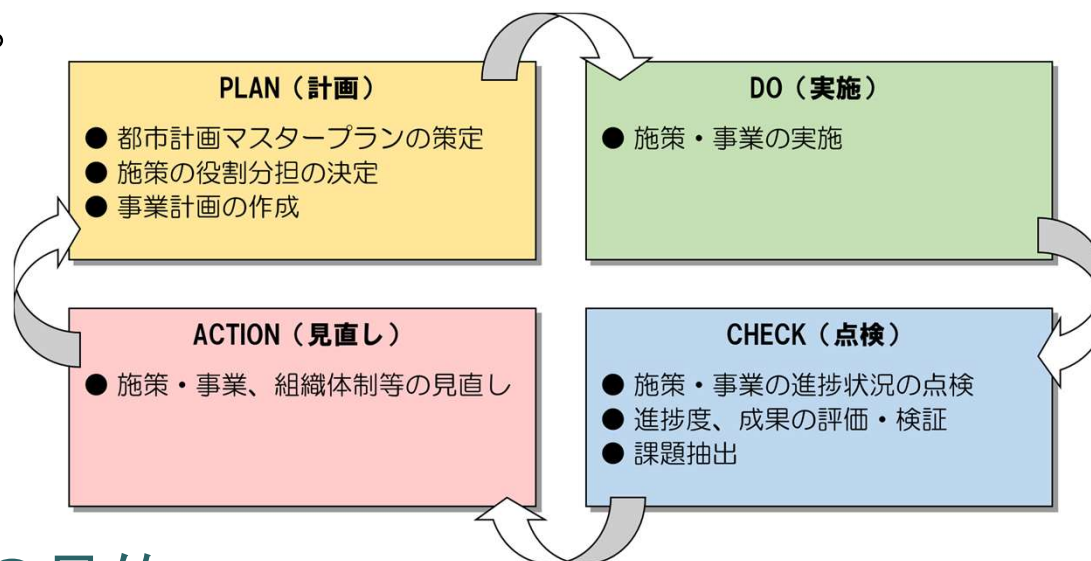 。
PLAN（計画）
● 都市計画マスタープランの策定
● 施策の役割分担の決定
● 事業計画の作成
DO（実施）
● 施策・事業の実施
ACTION（見直し）
● 施策・事業、組織体制等の見直し
CHECK（点検）
● 施策・事業の進捗状況の点検
● 進捗度、成果の評価・検証
● 課題抽出